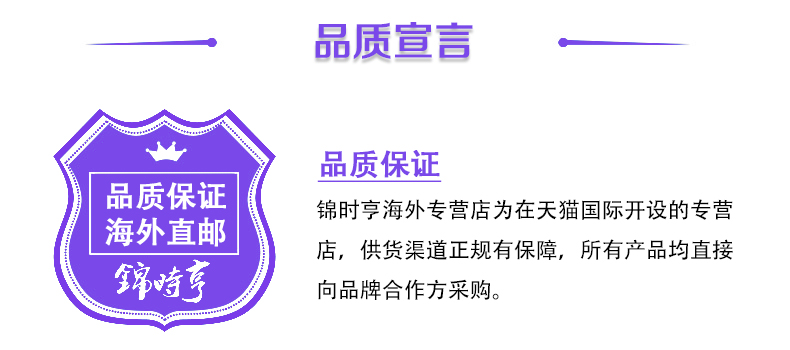 品质宣言
品质保证
海外直邮
錦時亨
品质保证
锦时亨海外专营店为在天猫国际开设的专营
店，供货渠道正规有保障，所有产品均直接
向品牌合作方采购。